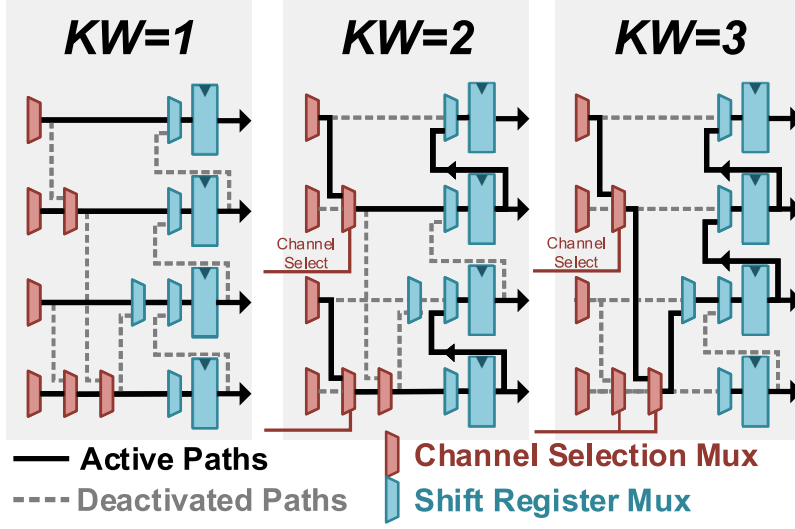 KW=1
KW=2
KW=3
Channel
Select
Channel
Select
Active Paths
Channel Selection Mux
Deactivated Paths
Shift Register Mux